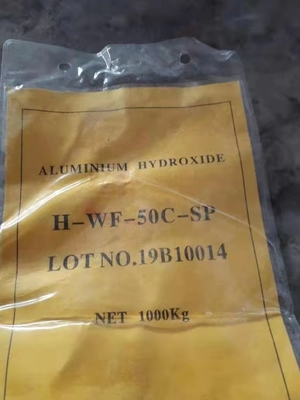 ALUMINIUM HYDROXIDE
H-WF-50C-SP
LOT NO.19B10014
NET 1000Kg